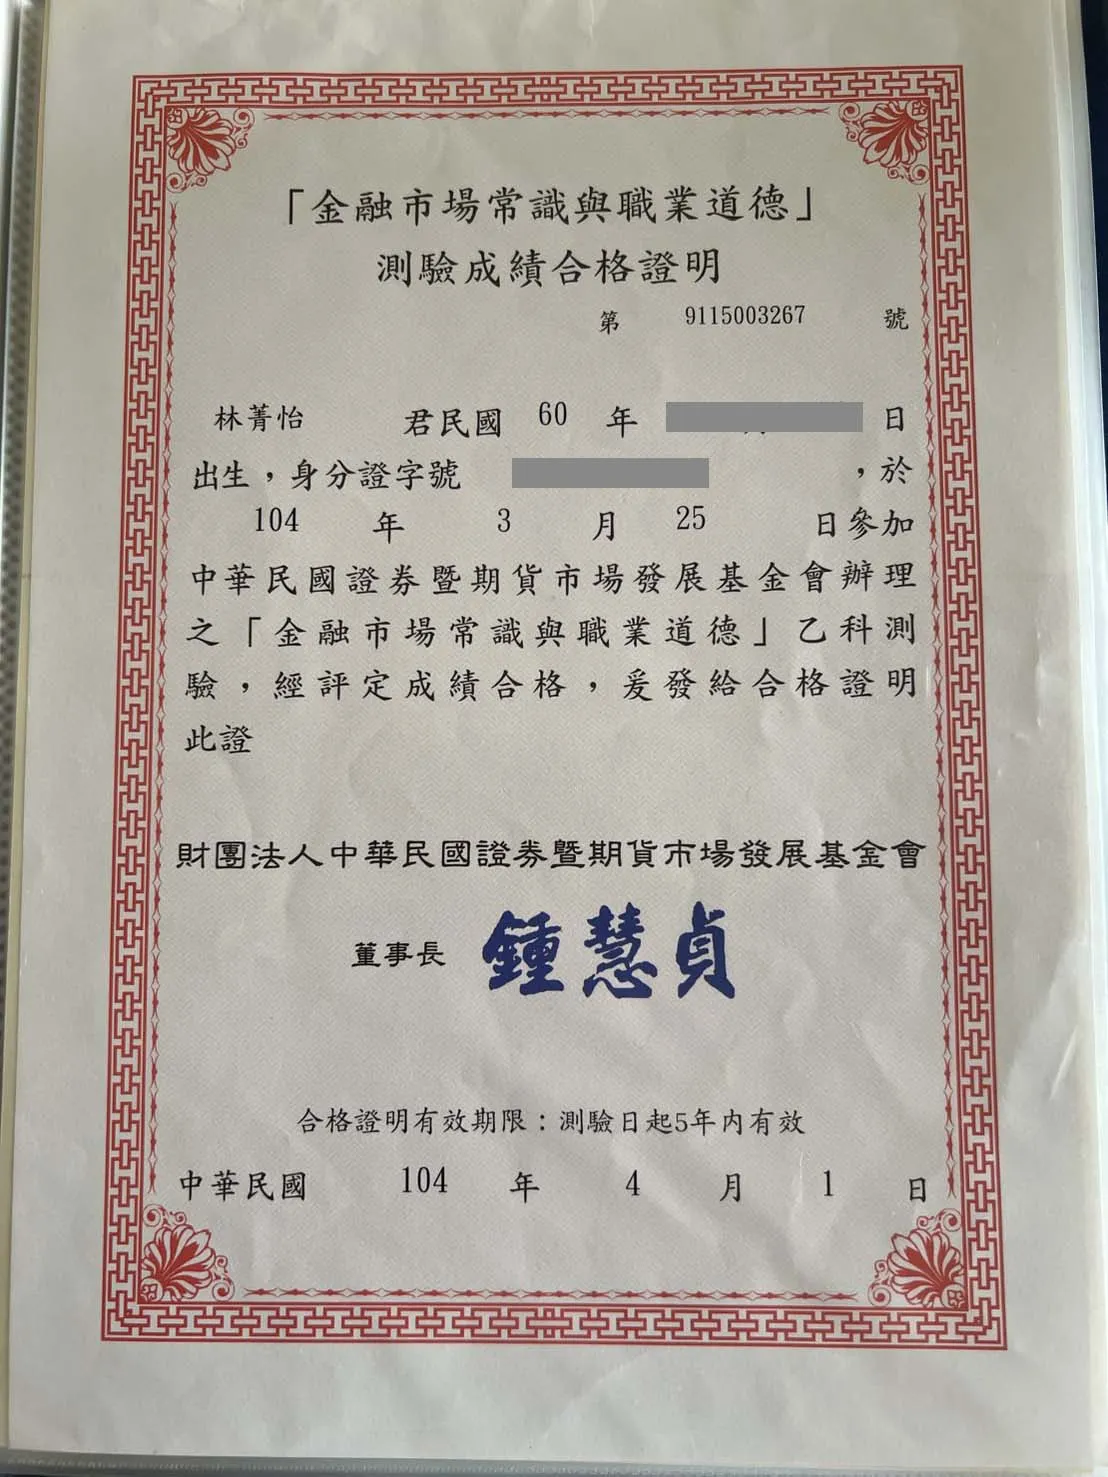 「金融市場常識與職業道德」
測驗成績合格證明
第 9115003267 號
林菁怡 君民國 60 年 日
出生，身分證字號 ，於
104 年 3 月 25 日參加
中華民國證券暨期貨市場發展基金會辦理
之「金融市場常識與職業道德」乙科測
驗，經評定成績合格，爰發給合格證明
此證
財團法人中華民國證券暨期貨市場發展基金會
董事長 鍾慧貞
合格證明有效期限：測驗日起5年內有效
中華民國 104 年 4 月 1 日